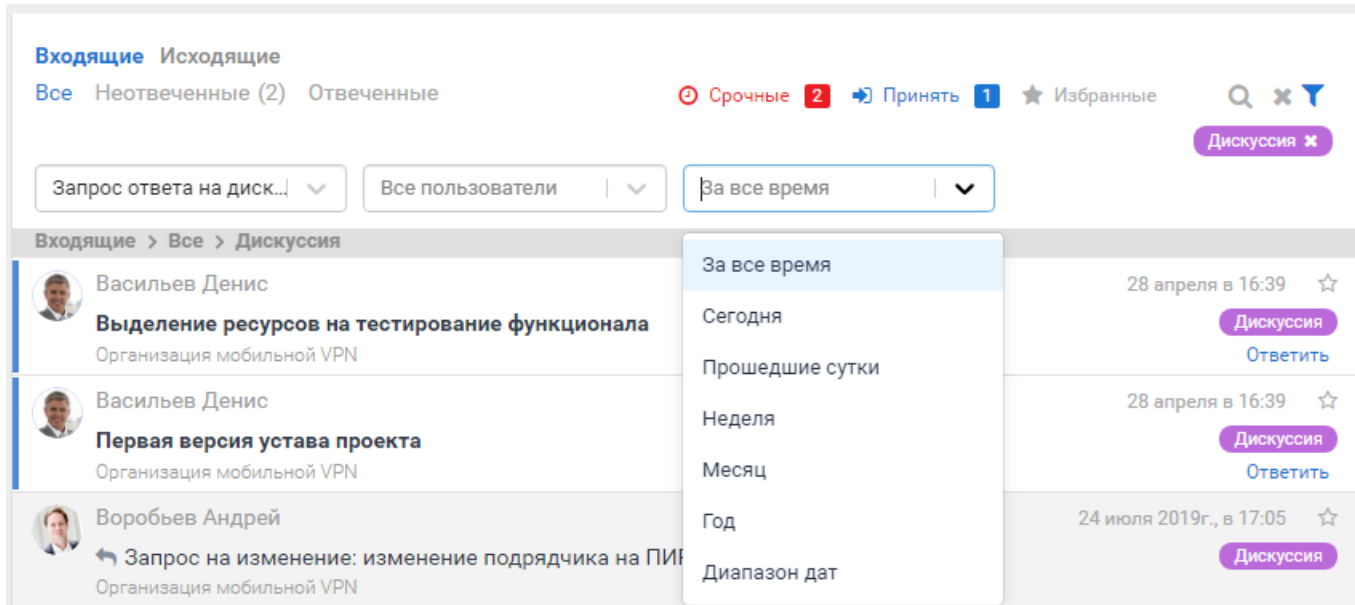 Входящие Исходящие
Все Неотвеченные (2) Отвеченные Срочные 2 Принять 1 Избранные
Дискуссия
Запрос ответа на диск... Все пользователи За все время
Входящие > Все > Дискуссия
За все время
Сегодня
Прошедшие сутки
Неделя
Месяц
Год
Диапазон дат
Васильев Денис 28 апреля в 16:39
Выделение ресурсов на тестирование функционала Дискуссия
Организация мобильной VPN Ответить
Васильев Денис 28 апреля в 16:39
Первая версия устава проекта Дискуссия
Организация мобильной VPN Ответить
Воробьев Андрей 24 июля 2019г., в 17:05
Запрос на изменение: изменение подрядчика на Дискуссия
Организация мобильной VPN